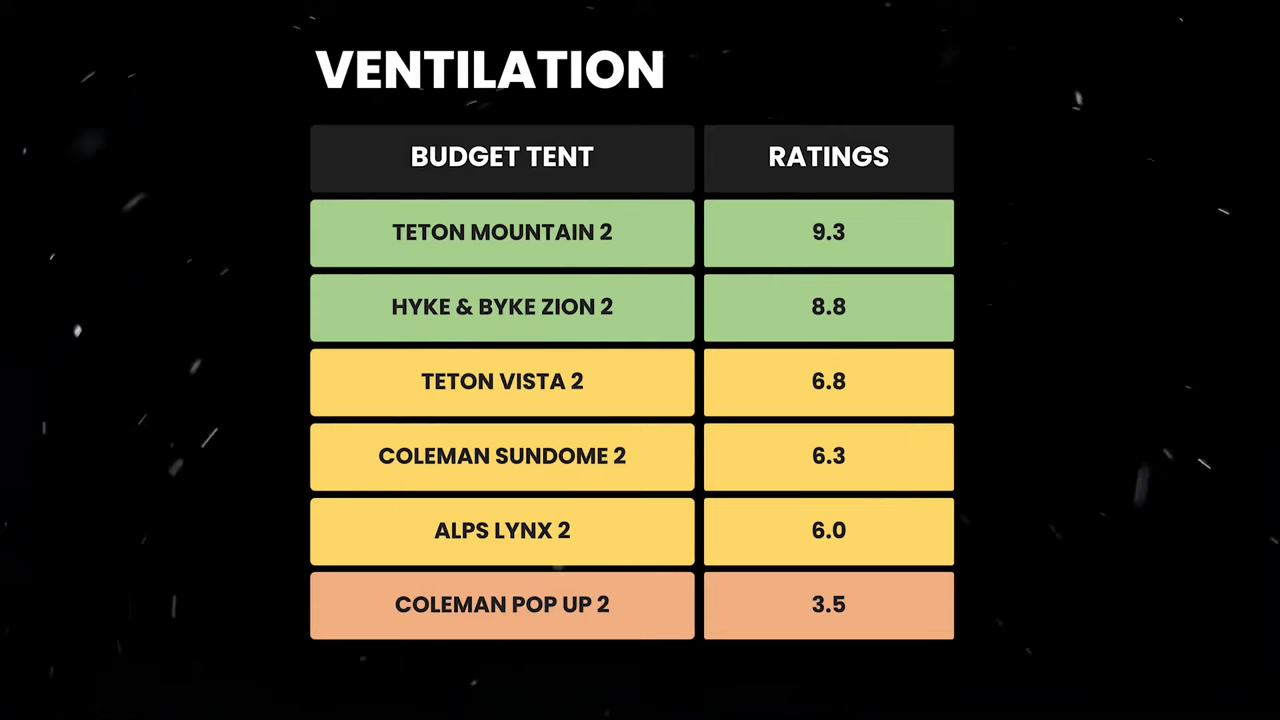 VENTILATION
BUDGET TENT RATINGS
TETON MOUNTAIN 2 9.3
HYKE & BYKE ZION 2 8.8
TETON VISTA 2 6.8
COLEMAN SUNDOME 2 6.3
ALPS LYNX 2 6.0
COLEMAN POP UP 2 3.5